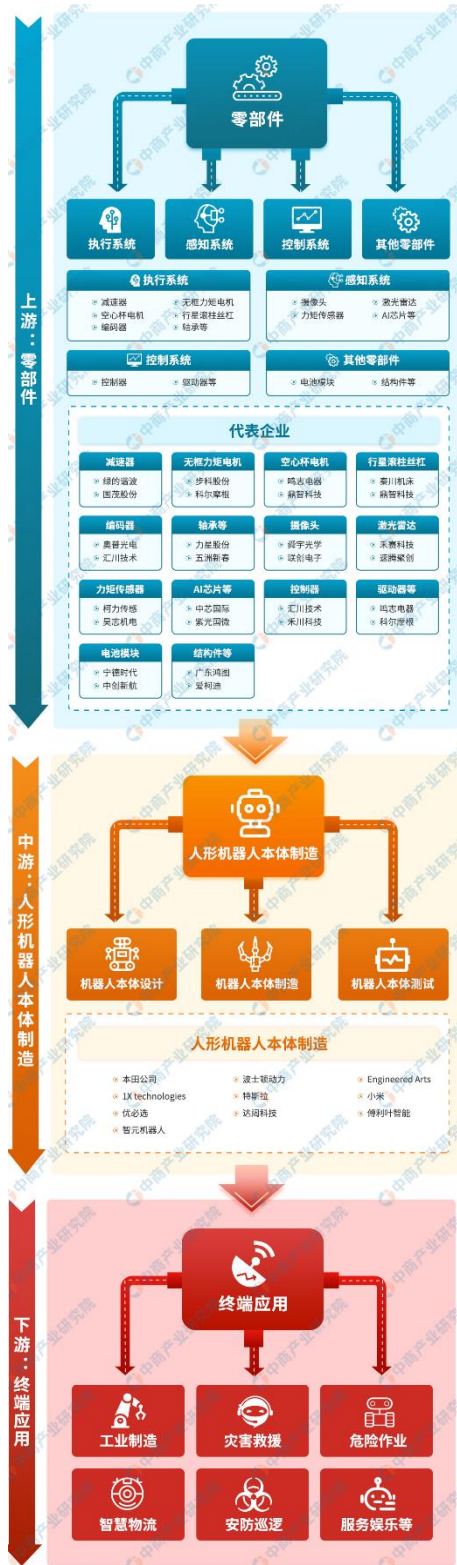 零部件
执行系统
感知系统
控制系统
其他零部件
上游：零部件
执行系统
减速器
无框力矩电机
空心杯电机
行星滚柱丝杠
编码器
轴承等
感知系统
摄像头
激光雷达
力矩传感器
AI芯片等
控制系统
控制器
驱动器等
其他零部件
电池模块
结构件等
代表企业
减速器
绿的谐波
国茂股份
无框力矩电机
步科股份
科尔摩根
空心杯电机
鸣志电器
鼎智科技
行星滚柱丝杠
秦川机床
鼎智科技
编码器
奥普光电
汇川技术
轴承等
力星股份
五洲新春
摄像头
舜宇光学
联创电子
激光雷达
禾赛科技
速腾聚创
力矩传感器
柯力传感
昊志机电
AI芯片等
中芯国际
紫光国微
控制器
汇川技术
禾川科技
驱动器等
鸣志电器
科尔摩根
电池模块
宁德时代
中创新航
结构件等
广东鸿图
爱柯迪
中游：人形机器人本体制造
人形机器人本体制造
机器人本体设计
机器人本体制造
机器人本体测试
人形机器人本体制造
本田公司
波士顿动力
Engineered Arts
1X technologies
特斯拉
小米
优必选
达闼科技
傅利叶智能
智元机器人
下游：终端应用
终端应用
工业制造
灾害救援
危险作业
智慧物流
安防巡逻
服务娱乐等
中商产业研究院